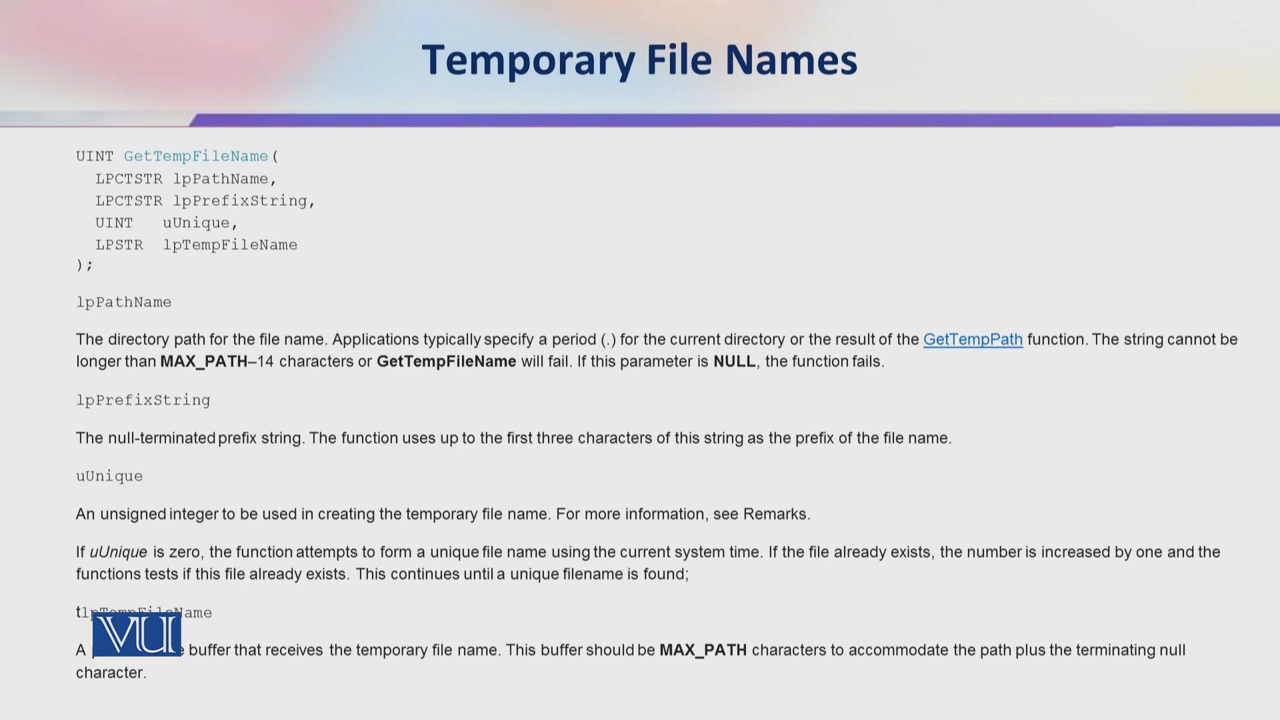 Temporary File Names
UINT GetTempFileName(
LPCTSTR lpPathName,
LPCTSTR lpPrefixString,
UINT uUnique,
LPSTR lpTempFileName
);
lpPathName
The directory path for the file name. Applications typically specify a period (.) for the current directory or the result of the GetTempPath function. The string cannot be
longer than MAX_PATH–14 characters or GetTempFileName will fail. If this parameter is NULL, the function fails.
lpPrefixString
The null-terminated prefix string. The function uses up to the first three characters of this string as the prefix of the file name.
uUnique
An unsigned integer to be used in creating the temporary file name. For more information, see Remarks.
If uUnique is zero, the function attempts to form a unique file name using the current system time. If the file already exists, the number is increased by one and the
functions tests if this file already exists. This continues until a unique filename is found;
tlpTempFileName
VU
A buffer that receives the temporary file name. This buffer should be MAX_PATH characters to accommodate the path plus the terminating null
character.